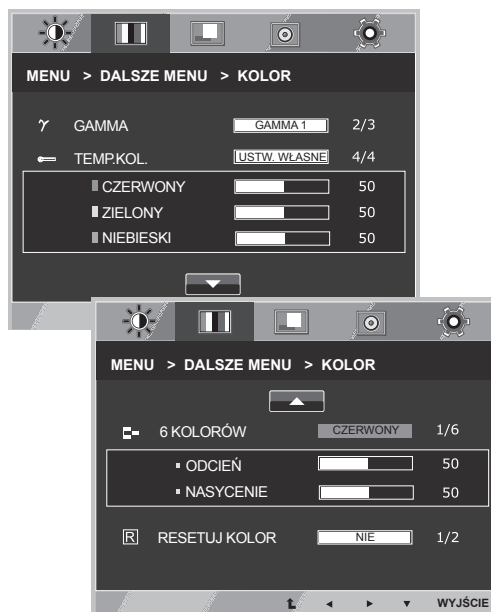 MENU > DALSZE MENU > KOLOR
γ GAMMA GAMMA 1 2/3
TEMP.KOL. USTW. WŁASNE 4/4
CZERWONY 50
ZIELONY 50
NIEBIESKI 50
MENU > DALSZE MENU > KOLOR
6 KOLORÓW CZERWONY 1/6
ODCIEŃ 50
NASYCENIE 50
R RESETUJ KOLOR NIE 1/2
WYJŚCIE